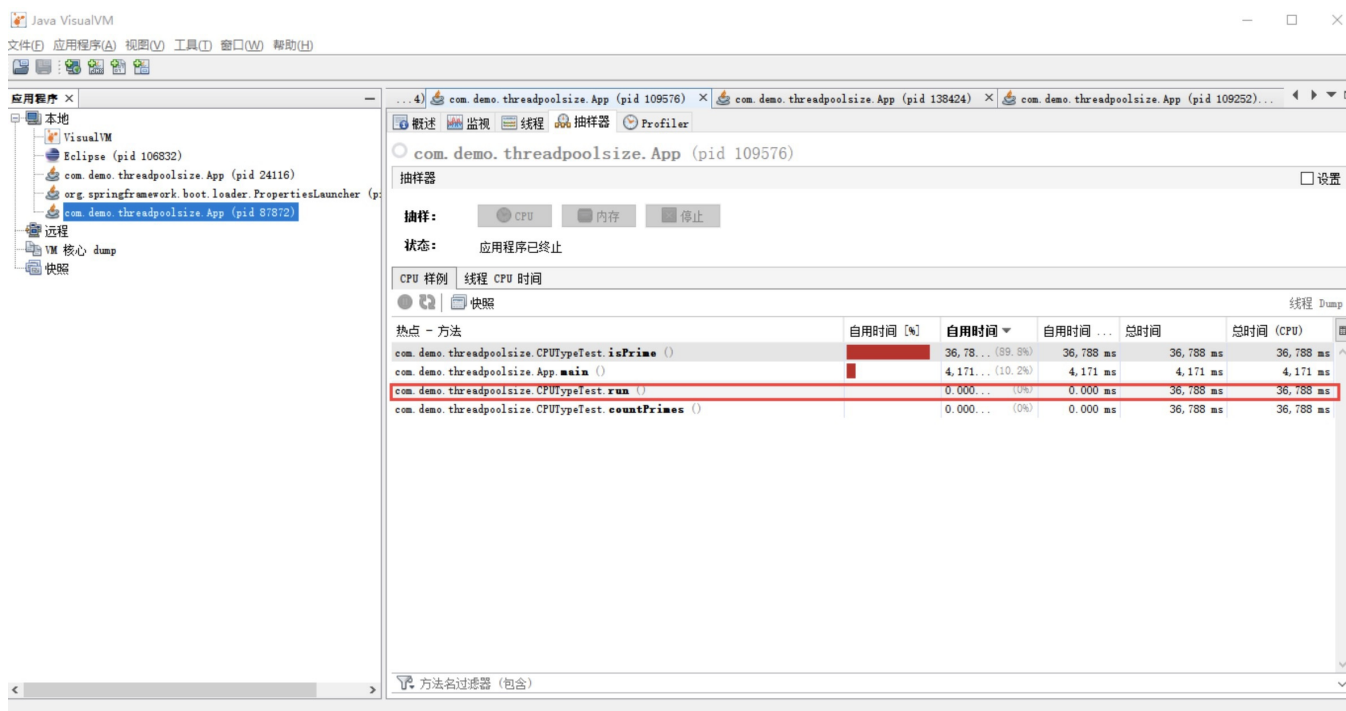 Java VisualVM
文件(F) 应用程序(A) 视图(V) 工具(T) 窗口(W) 帮助(H)
应用程序
本地
VisualVM
Eclipse (pid 106832)
com.demo.threadpoolsize.App (pid 24116)
org.springframework.boot.loader.PropertiesLauncher (p
com.demo.threadpoolsize.App (pid 87872)
远程
VM 核心 dump
快照
...4) com.demo.threadpoolsize.App (pid 109576) com.demo.threadpoolsize.App (pid 138424) com.demo.threadpoolsize.App (pid 109252)...
概述 监视 线程 抽样器 Profiler
com.demo.threadpoolsize.App (pid 109576)
抽样器 设置
抽样： CPU 内存 停止
状态： 应用程序已终止
CPU 样例 线程 CPU 时间
快照 线程 Dump
热点 - 方法 自用时间 [%] 自用时间 自用时间 ... 总时间 总时间 (CPU)
com.demo.threadpoolsize.CPUTypeTest.isPrime () 36,78... (89.8%) 36,788 ms 36,788 ms 36,788 ms
com.demo.threadpoolsize.App.main () 4,171... (10.2%) 4,171 ms 4,171 ms 4,171 ms
com.demo.threadpoolsize.CPUTypeTest.run () 0.000... (0%) 0.000 ms 36,788 ms 36,788 ms
com.demo.threadpoolsize.CPUTypeTest.countPrimes () 0.000... (0%) 0.000 ms 36,788 ms 36,788 ms
方法名过滤器 (包含)